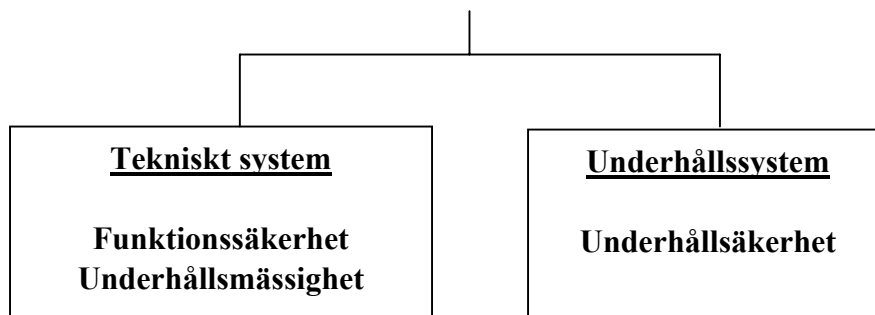 Tekniskt system
Funktionssäkerhet
Underhållsmässighet
Underhållssystem
Underhållsäkerhet